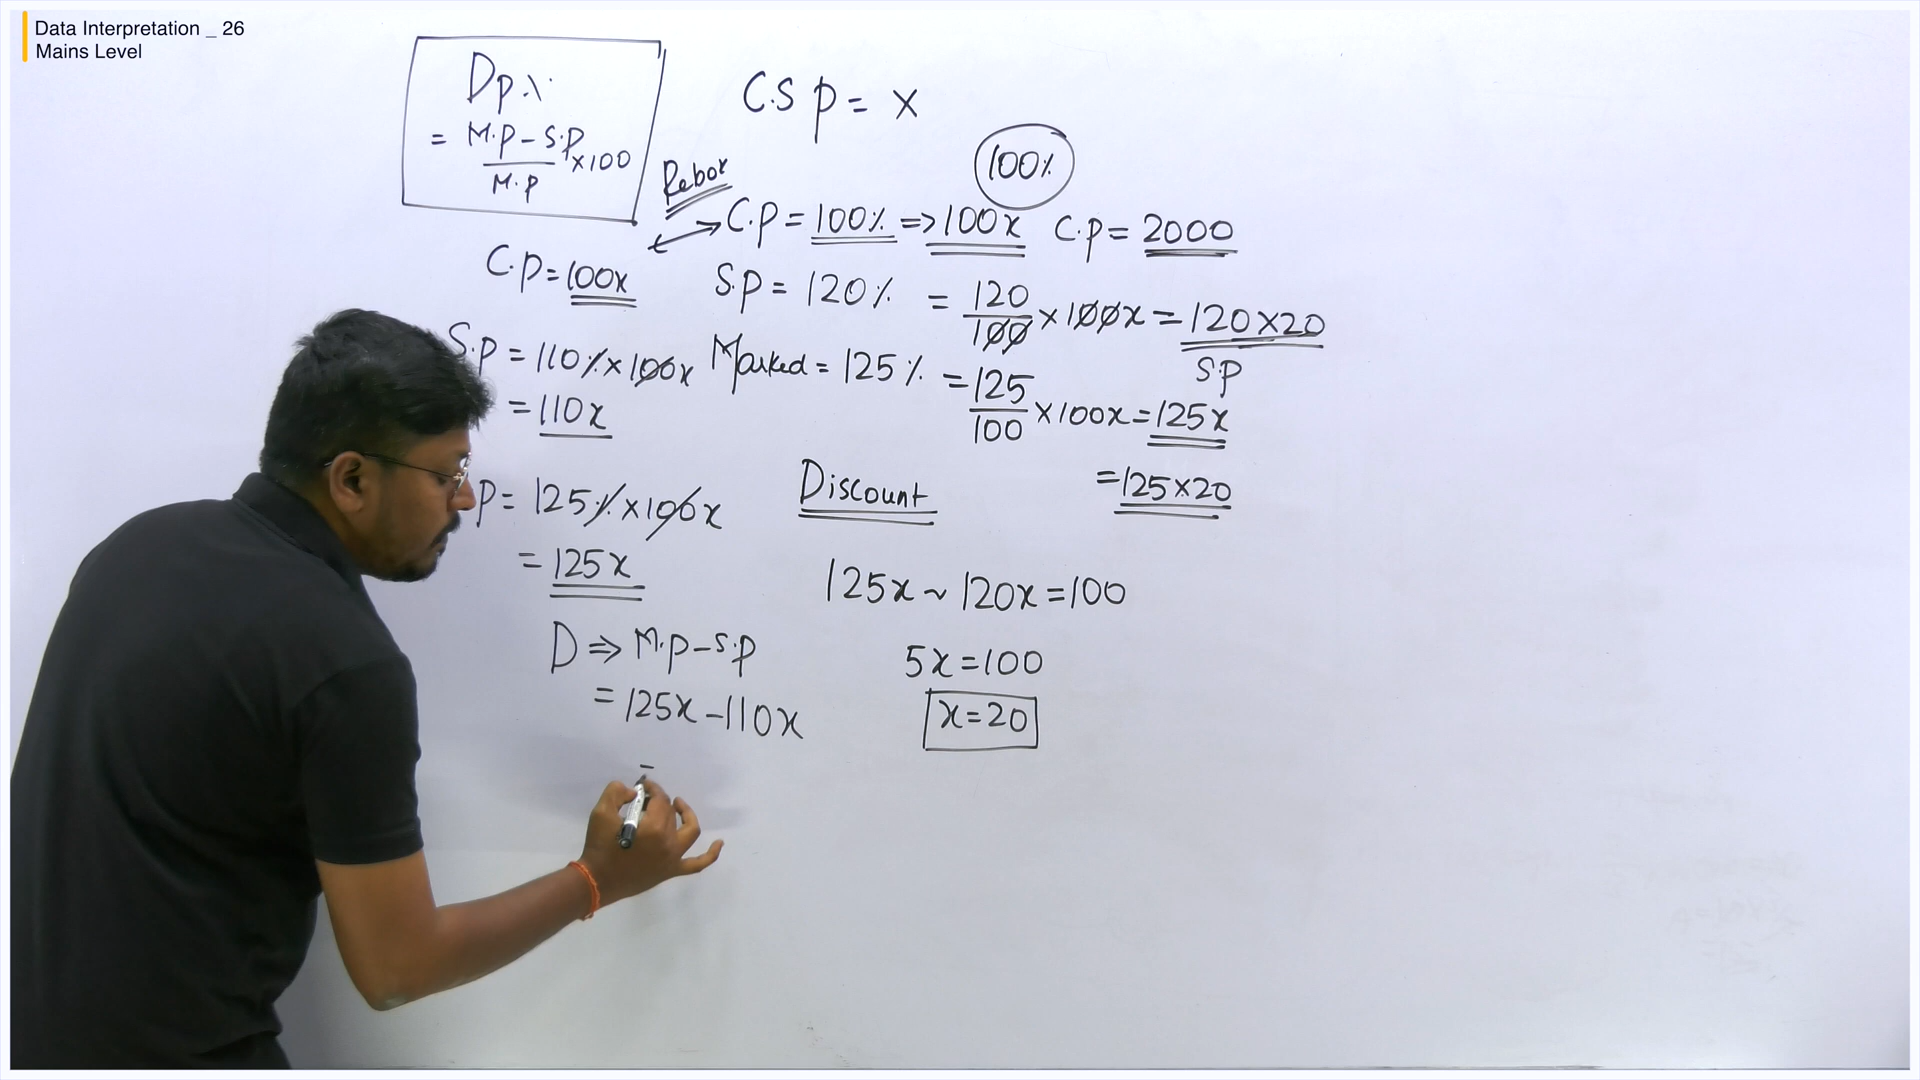 Data Interpretation _ 26
Mains Level
Dp%
= M.p - S.p / M.p × 100
C.S p = x
100%
Rebox
C.p = 100% => 100x C.p = 2000
C.p = 100x
S.p = 120% = 120/100 × 100x = 120×20
S.p
S.p = 110% × 100x
= 110x
Marked = 125% = 125/100 × 100x = 125x
= 125×20
p = 125% × 100x
= 125x
Discount
125x ~ 120x = 100
5x = 100
x = 20
D => M.p - S.p
= 125x - 110x